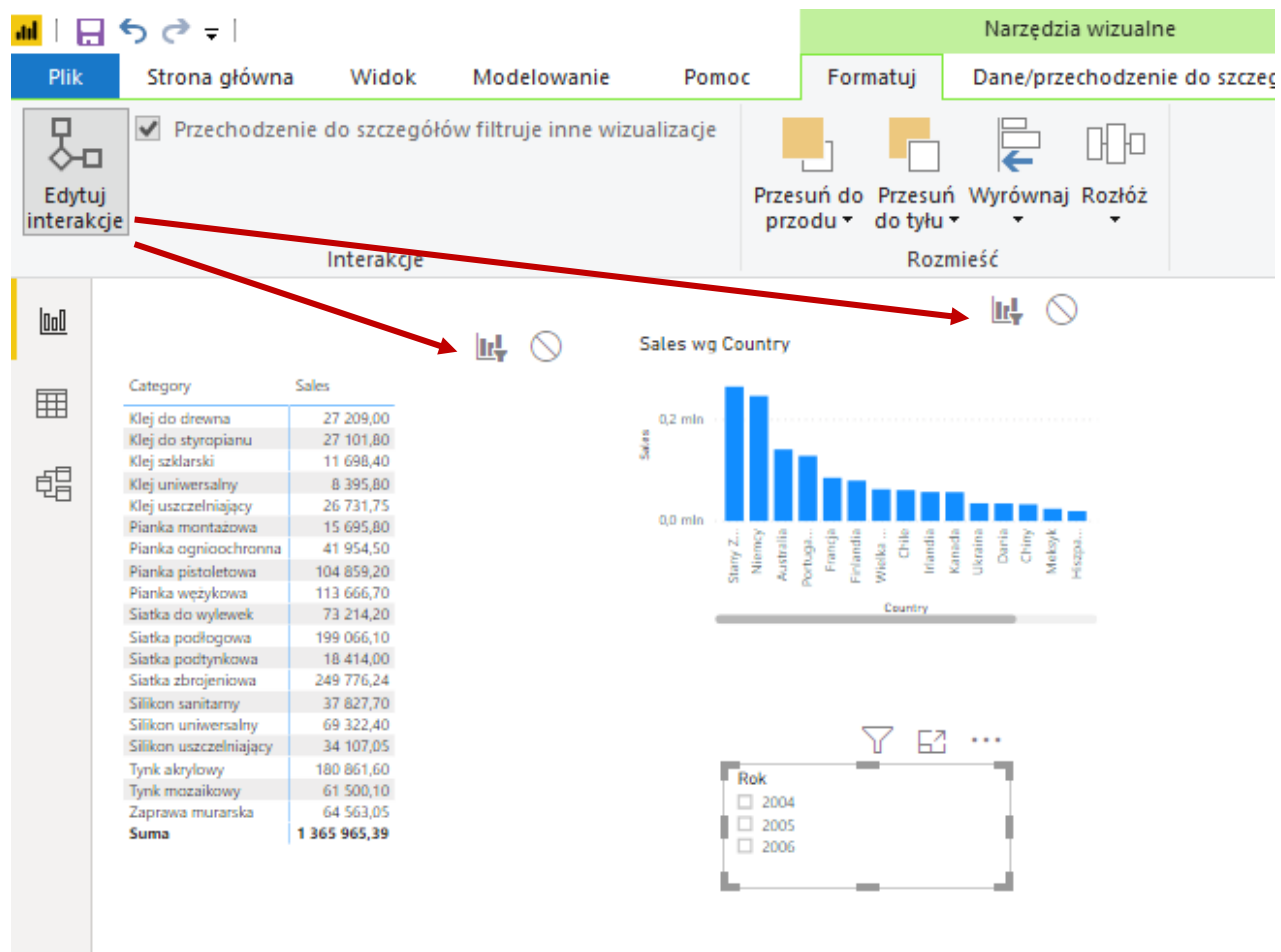 Narzędzia wizualne
Plik Strona główna Widok Modelowanie Pomoc Formatuj Dane/przechodzenie do szczeg
Przechodzenie do szczegółów filtruje inne wizualizacje
Edytuj interakcje
Przesuń do przodu
Przesuń do tyłu
Wyrównaj
Rozłóż
Interakcje
Rozmieść
Category Sales
Klej do drewna 27 209,00
Klej do styropianu 27 101,80
Klej szklarski 11 698,40
Klej uniwersalny 8 395,80
Klej uszczelniający 26 731,75
Pianka montażowa 15 695,80
Pianka ognioochronna 41 954,50
Pianka pistoletowa 104 859,20
Pianka wężykowa 113 666,70
Siatka do wylewek 73 214,20
Siatka podłogowa 199 066,10
Siatka podtynkowa 18 414,00
Siatka zbrojeniowa 249 776,24
Silikon sanitarny 37 827,70
Silikon uniwersalny 69 322,40
Silikon uszczelniający 34 107,05
Tynk akrylowy 180 861,60
Tynk mozaikowy 61 500,10
Zaprawa murarska 64 563,05
Suma 1 365 965,39
Sales wg Country
0,2 mln
Sales
0,0 mln
Stany Z...
Niemcy
Australia
Portuga...
Francja
Finlandia
Wielka ...
Chile
Irlandia
Kanada
Ukraina
Dania
Chiny
Meksyk
Hiszpa...
Country
Rok
2004
2005
2006